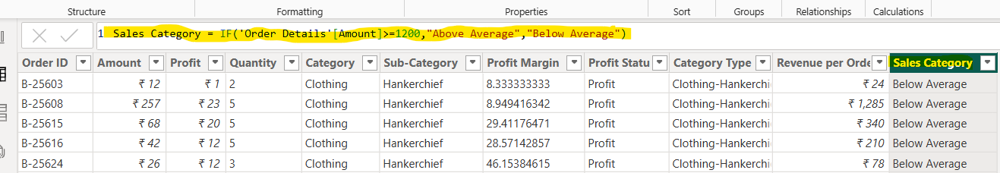 Structure Formatting Properties Sort Groups Relationships Calculations
1 Sales Category = IF('Order Details'[Amount]>=1200,"Above Average","Below Average")
Order ID Amount Profit Quantity Category Sub-Category Profit Margin Profit Statu Category Type Revenue per Orde Sales Category
B-25603 ₹ 12 ₹ 1 2 Clothing Hankerchief 8.333333333 Profit Clothing-Hankerchi ₹ 24 Below Average
B-25608 ₹ 257 ₹ 23 5 Clothing Hankerchief 8.949416342 Profit Clothing-Hankerchi ₹ 1,285 Below Average
B-25615 ₹ 68 ₹ 20 5 Clothing Hankerchief 29.41176471 Profit Clothing-Hankerchi ₹ 340 Below Average
B-25616 ₹ 42 ₹ 12 5 Clothing Hankerchief 28.57142857 Profit Clothing-Hankerchi ₹ 210 Below Average
B-25624 ₹ 26 ₹ 12 3 Clothing Hankerchief 46.15384615 Profit Clothing-Hankerchi ₹ 78 Below Average